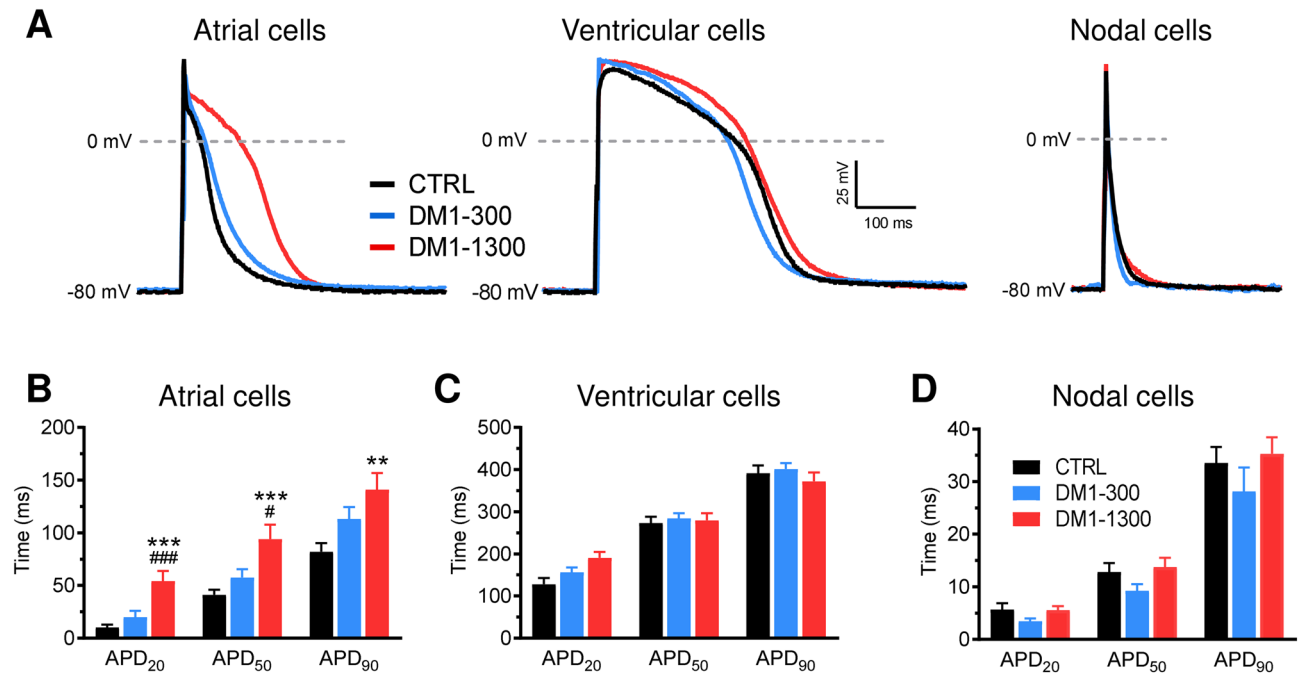 A
Atrial cells
Ventricular cells
Nodal cells
0 mV
0 mV
0 mV
CTRL
DM1-300
DM1-1300
25 mV
100 ms
-80 mV
-80 mV
-80 mV
B
Atrial cells
C
Ventricular cells
D
Nodal cells
Time (ms)
200
150
100
50
0
***
###
***
#
**
APD20
APD50
APD90
Time (ms)
500
400
300
200
100
0
APD20
APD50
APD90
Time (ms)
40
30
20
10
0
CTRL
DM1-300
DM1-1300
APD20
APD50
APD90